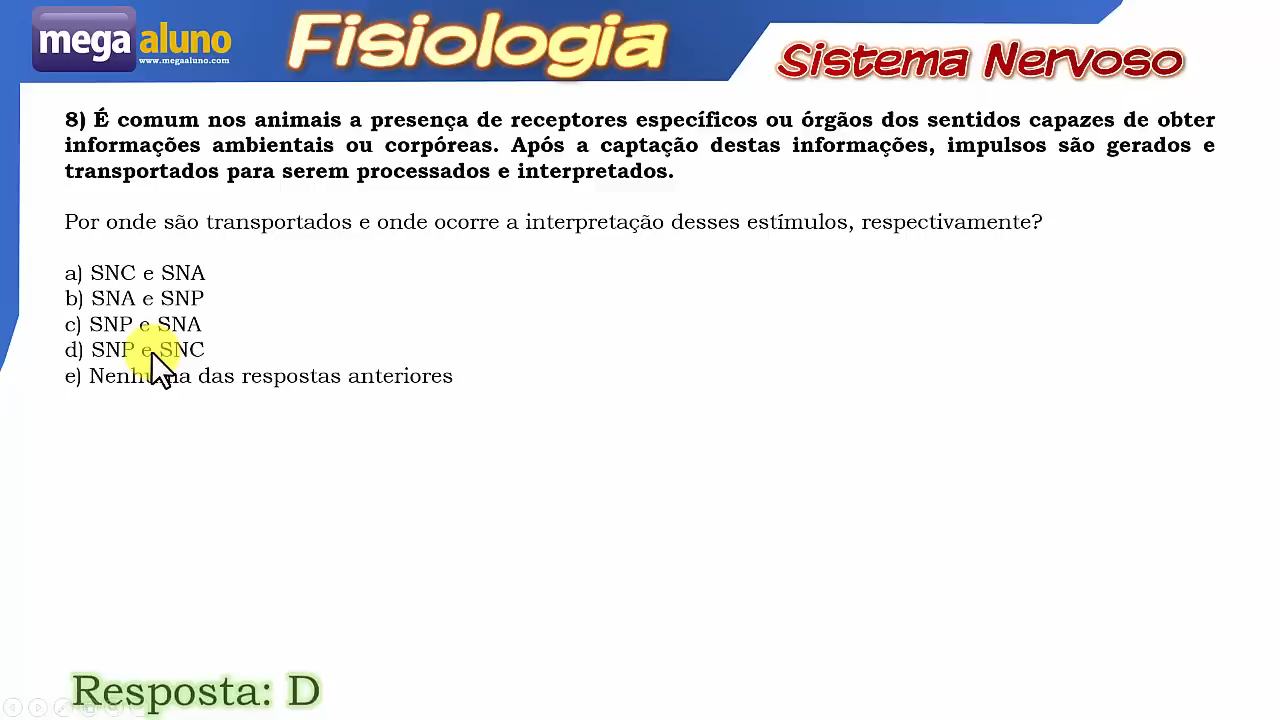 mega aluno
www.megaaluno.com
Fisiologia
Sistema Nervoso
8) É comum nos animais a presença de receptores específicos ou órgãos dos sentidos capazes de obter
informações ambientais ou corpóreas. Após a captação destas informações, impulsos são gerados e
transportados para serem processados e interpretados.
Por onde são transportados e onde ocorre a interpretação desses estímulos, respectivamente?
a) SNC e SNA
b) SNA e SNP
c) SNP e SNA
d) SNP e SNC
e) Nenhuma das respostas anteriores
Resposta: D